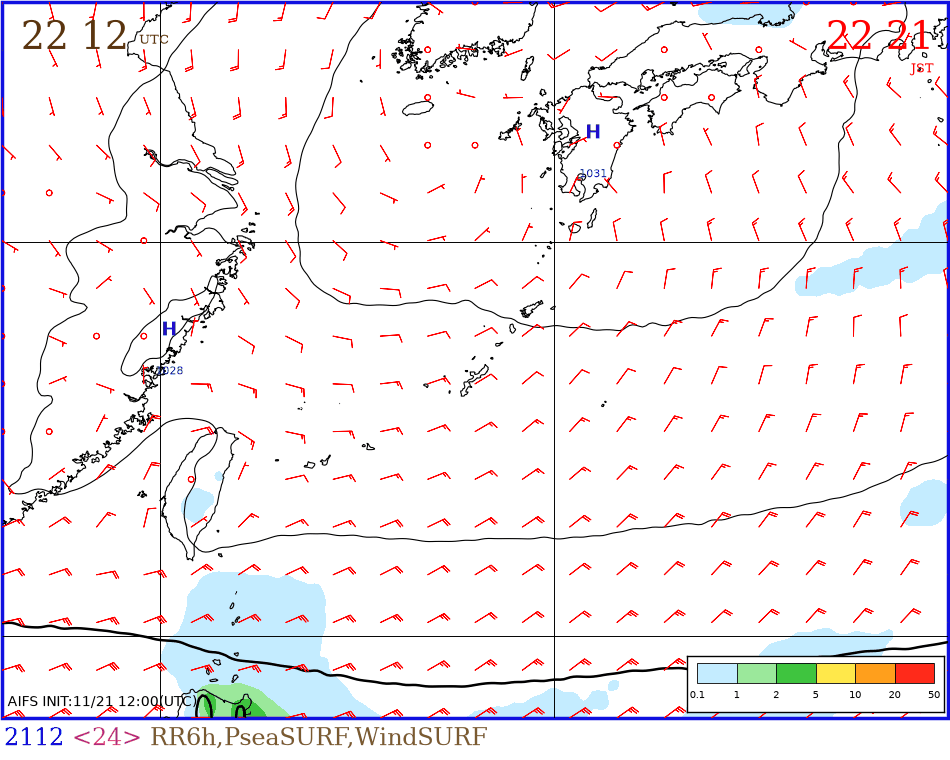 22 12 UTC
22 21
JST
H
1031
H
1028
0.1 1 2 5 10 20 50
AIFS INIT:11/21 12:00(UTC)
2112 <24> RR6h,PseaSURF,WindSURF